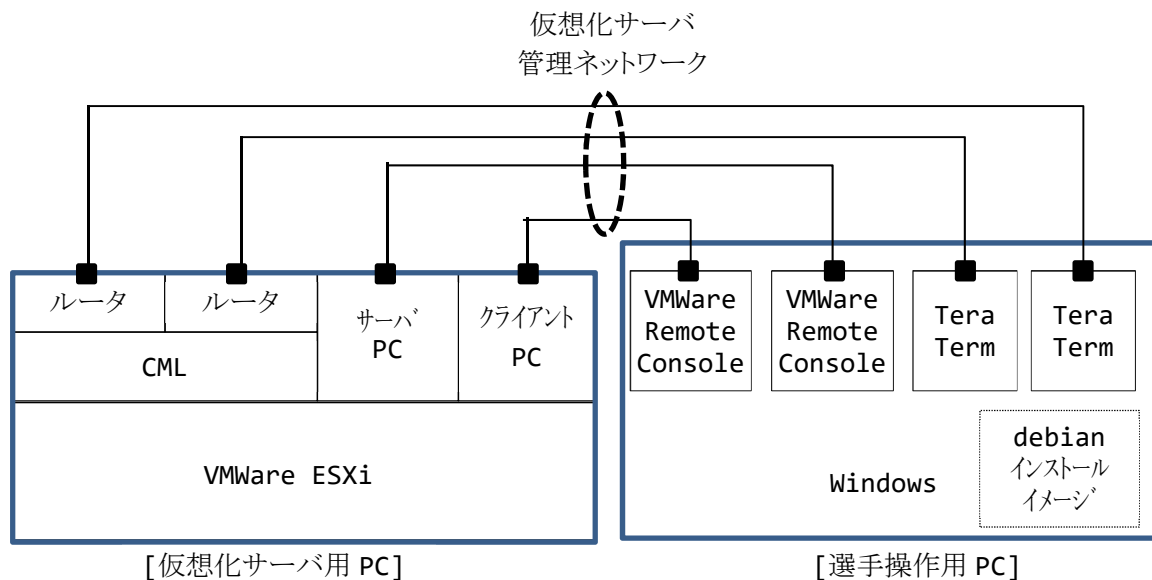 仮想化サーバ
管理ネットワーク
ルータ
ルータ
サーバ
PC
クライアント
PC
CML
VMWare ESXi
[仮想化サーバ用 PC]
VMWare
Remote
Console
VMWare
Remote
Console
Tera
Term
Tera
Term
debian
インストール
イメージ
Windows
[選手操作用 PC]